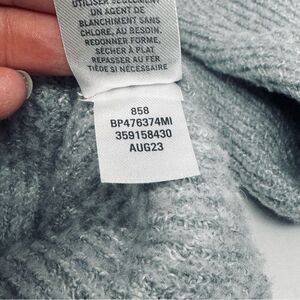 UTILISER SEULEMENT
UN AGENT DE
BLANCHIMENT SANS
CHLORE, AU BESOIN.
REDONNER FORME,
SÉCHER À PLAT
REPASSER AU FER
TIÈDE SI NÉCESSAIRE
858
BP476374MI
359158430
AUG23